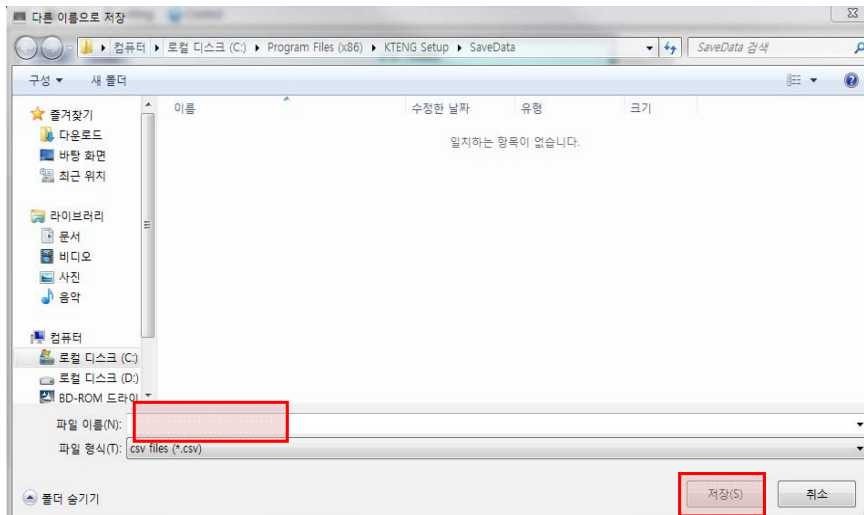 다른 이름으로 저장
컴퓨터 ▸ 로컬 디스크 (C:) ▸ Program Files (x86) ▸ KTENG Setup ▸ SaveData
SaveData 검색
구성 새 폴더
이름 수정한 날짜 유형 크기
일치하는 항목이 없습니다.
즐겨찾기
다운로드
바탕 화면
최근 위치
라이브러리
문서
비디오
사진
음악
컴퓨터
로컬 디스크 (C:)
로컬 디스크 (D:)
BD-ROM 드라이
파일 이름(N):
파일 형식(T): csv files (*.csv)
폴더 숨기기
저장(S) 취소